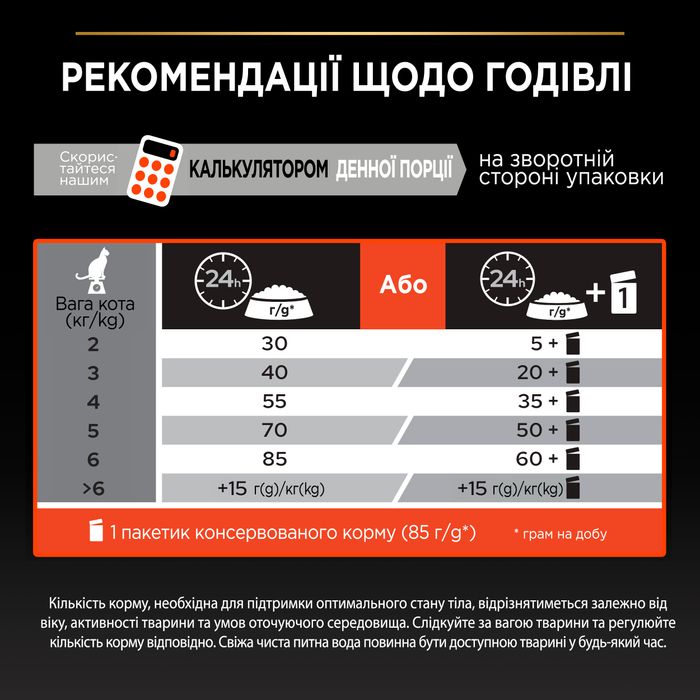 РЕКОМЕНДАЦІЇ ЩОДО ГОДІВЛІ
Скорис-
тайтеся
нашим
КАЛЬКУЛЯТОРОМ ДЕННОЇ ПОРЦІЇ
на зворотній
стороні упаковки
Вага кота
(кг/kg)
24h
г/g*
Або
24h
г/g*
+ 1
2 30 5 +
3 40 20 +
4 55 35 +
5 70 50 +
6 85 60 +
>6 +15 г(g)/кг(kg) +15 г(g)/кг(kg)
1 пакетик консервованого корму (85 г/g*) * грам на добу
Кількість корму, необхідна для підтримки оптимального стану тіла, відрізнятиметься залежно від
віку, активності тварини та умов оточуючого середовища. Слідкуйте за вагою тварини та регулюйте
кількість корму відповідно. Свіжа чиста питна вода повинна бути доступною тварині у будь-який час.